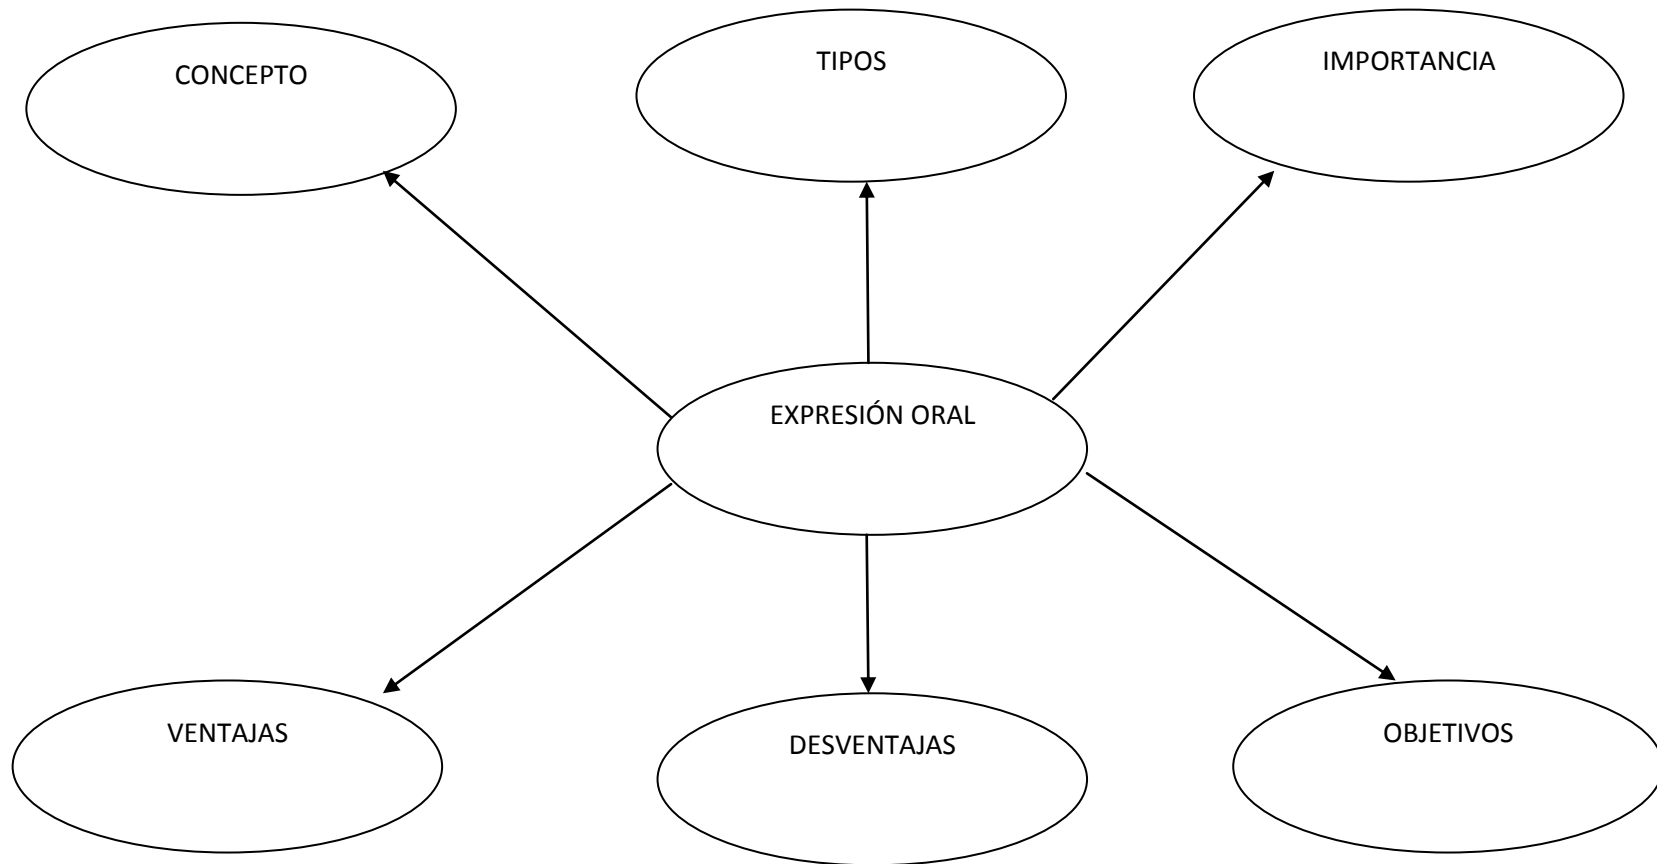 CONCEPTO
TIPOS
IMPORTANCIA
EXPRESIÓN ORAL
VENTAJAS
DESVENTAJAS
OBJETIVOS